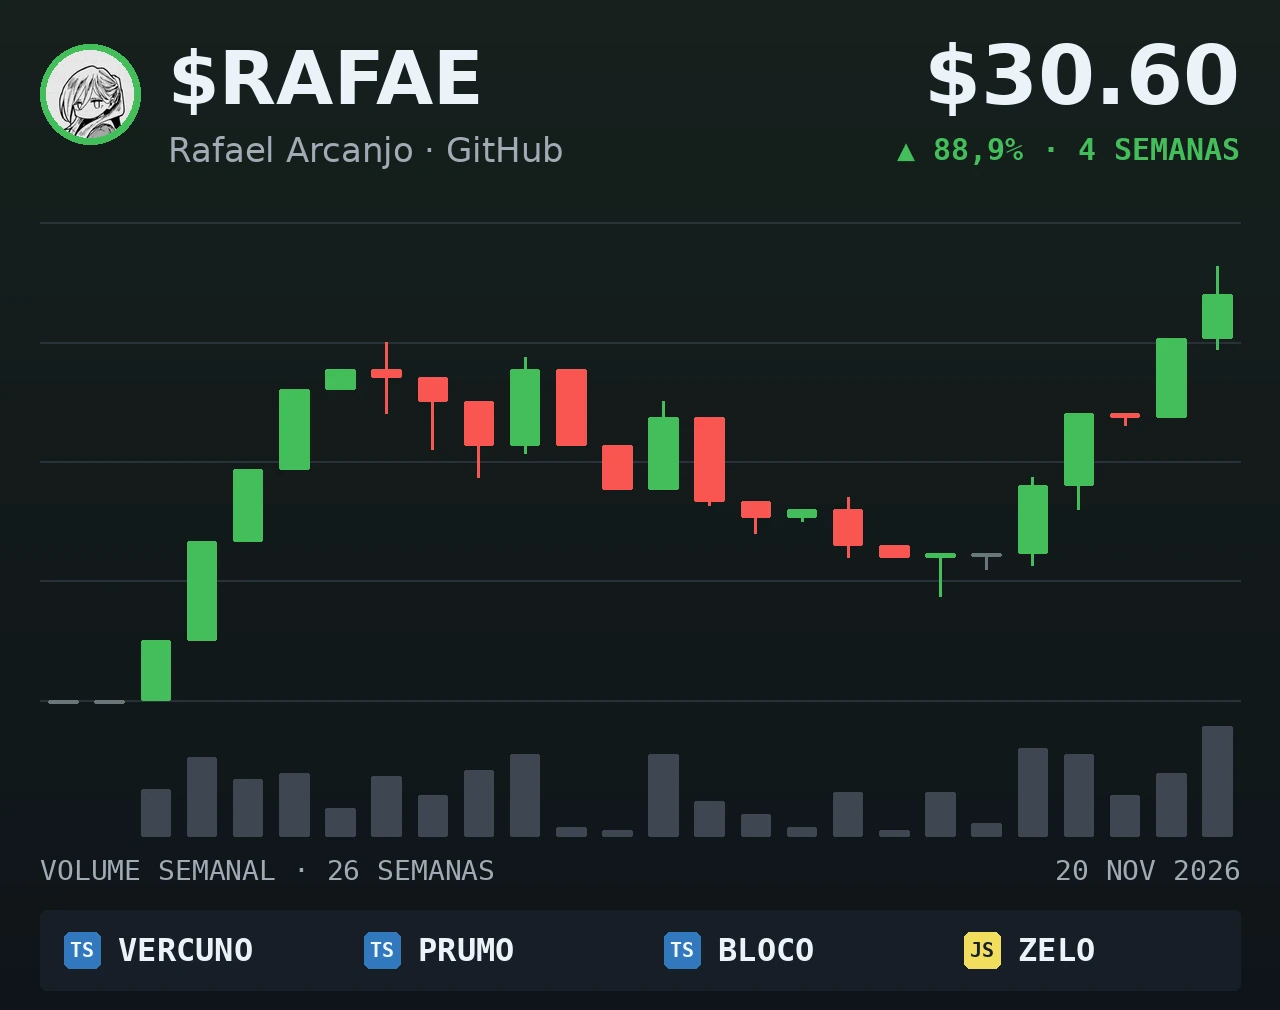 $RAFAE
Rafael Arcanjo · GitHub
$30.60
▲ 88,9% · 4 SEMANAS
VOLUME SEMANAL · 26 SEMANAS
20 NOV 2026
TS VERCUNO
TS PRUMO
TS BLOCO
JS ZELO